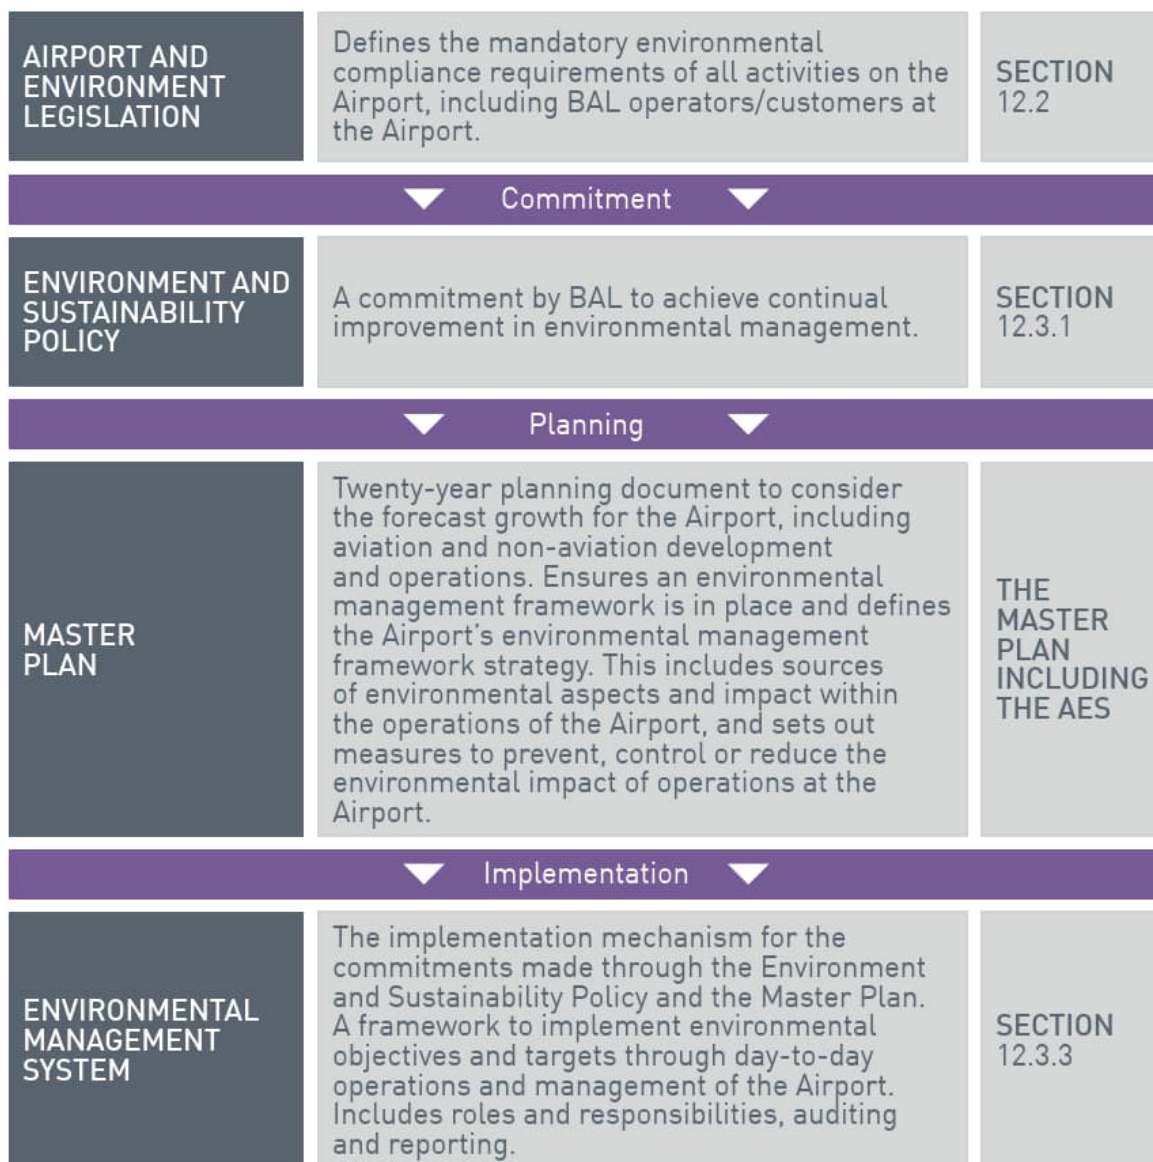 AIRPORT AND
ENVIRONMENT
LEGISLATION
Defines the mandatory environmental
compliance requirements of all activities on the
Airport, including BAL operators/customers at
the Airport.
SECTION
12.2
Commitment
ENVIRONMENT AND
SUSTAINABILITY
POLICY
A commitment by BAL to achieve continual
improvement in environmental management.
SECTION
12.3.1
Planning
MASTER
PLAN
Twenty-year planning document to consider
the forecast growth for the Airport, including
aviation and non-aviation development
and operations. Ensures an environmental
management framework is in place and defines
the Airport's environmental management
framework strategy. This includes sources
of environmental aspects and impact within
the operations of the Airport, and sets out
measures to prevent, control or reduce the
environmental impact of operations at the
Airport.
THE
MASTER
PLAN
INCLUDING
THE AES
Implementation
ENVIRONMENTAL
MANAGEMENT
SYSTEM
The implementation mechanism for the
commitments made through the Environment
and Sustainability Policy and the Master Plan.
A framework to implement environmental
objectives and targets through day-to-day
operations and management of the Airport.
Includes roles and responsibilities, auditing
and reporting.
SECTION
12.3.3